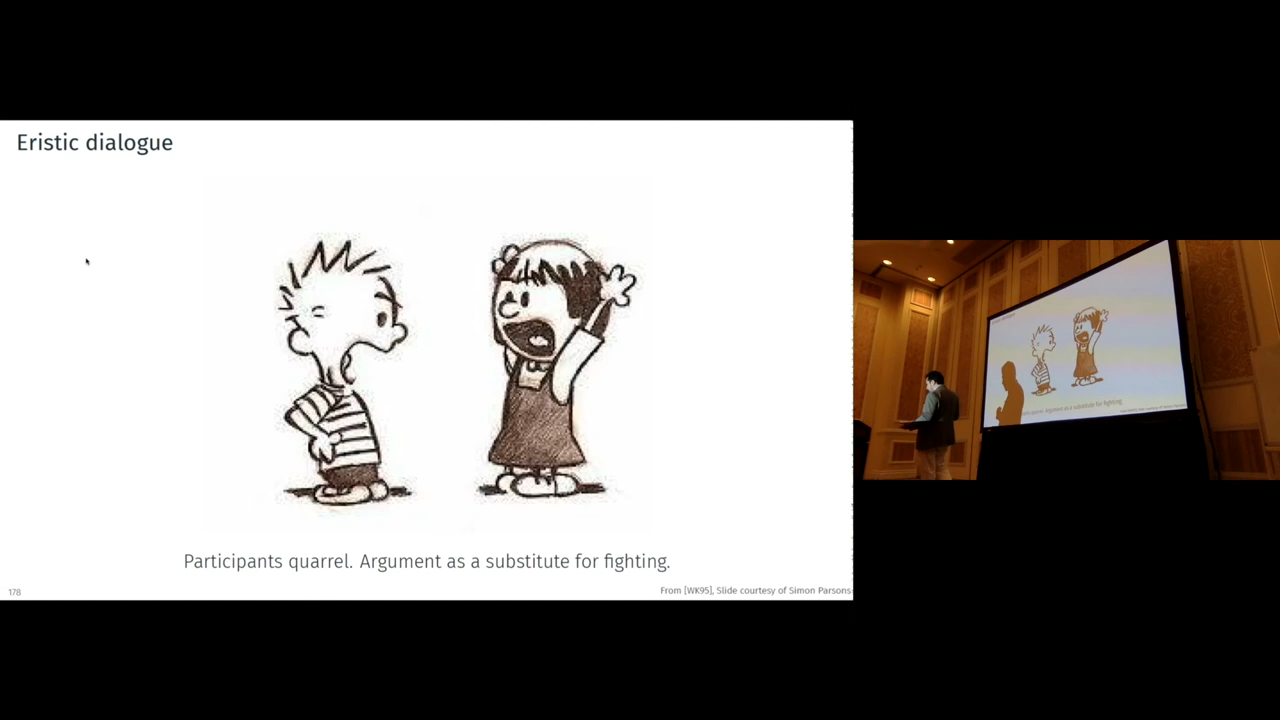 Eristic dialogue
Participants quarrel. Argument as a substitute for fighting.
178
From [WK95], Slide courtesy of Simon Parsons